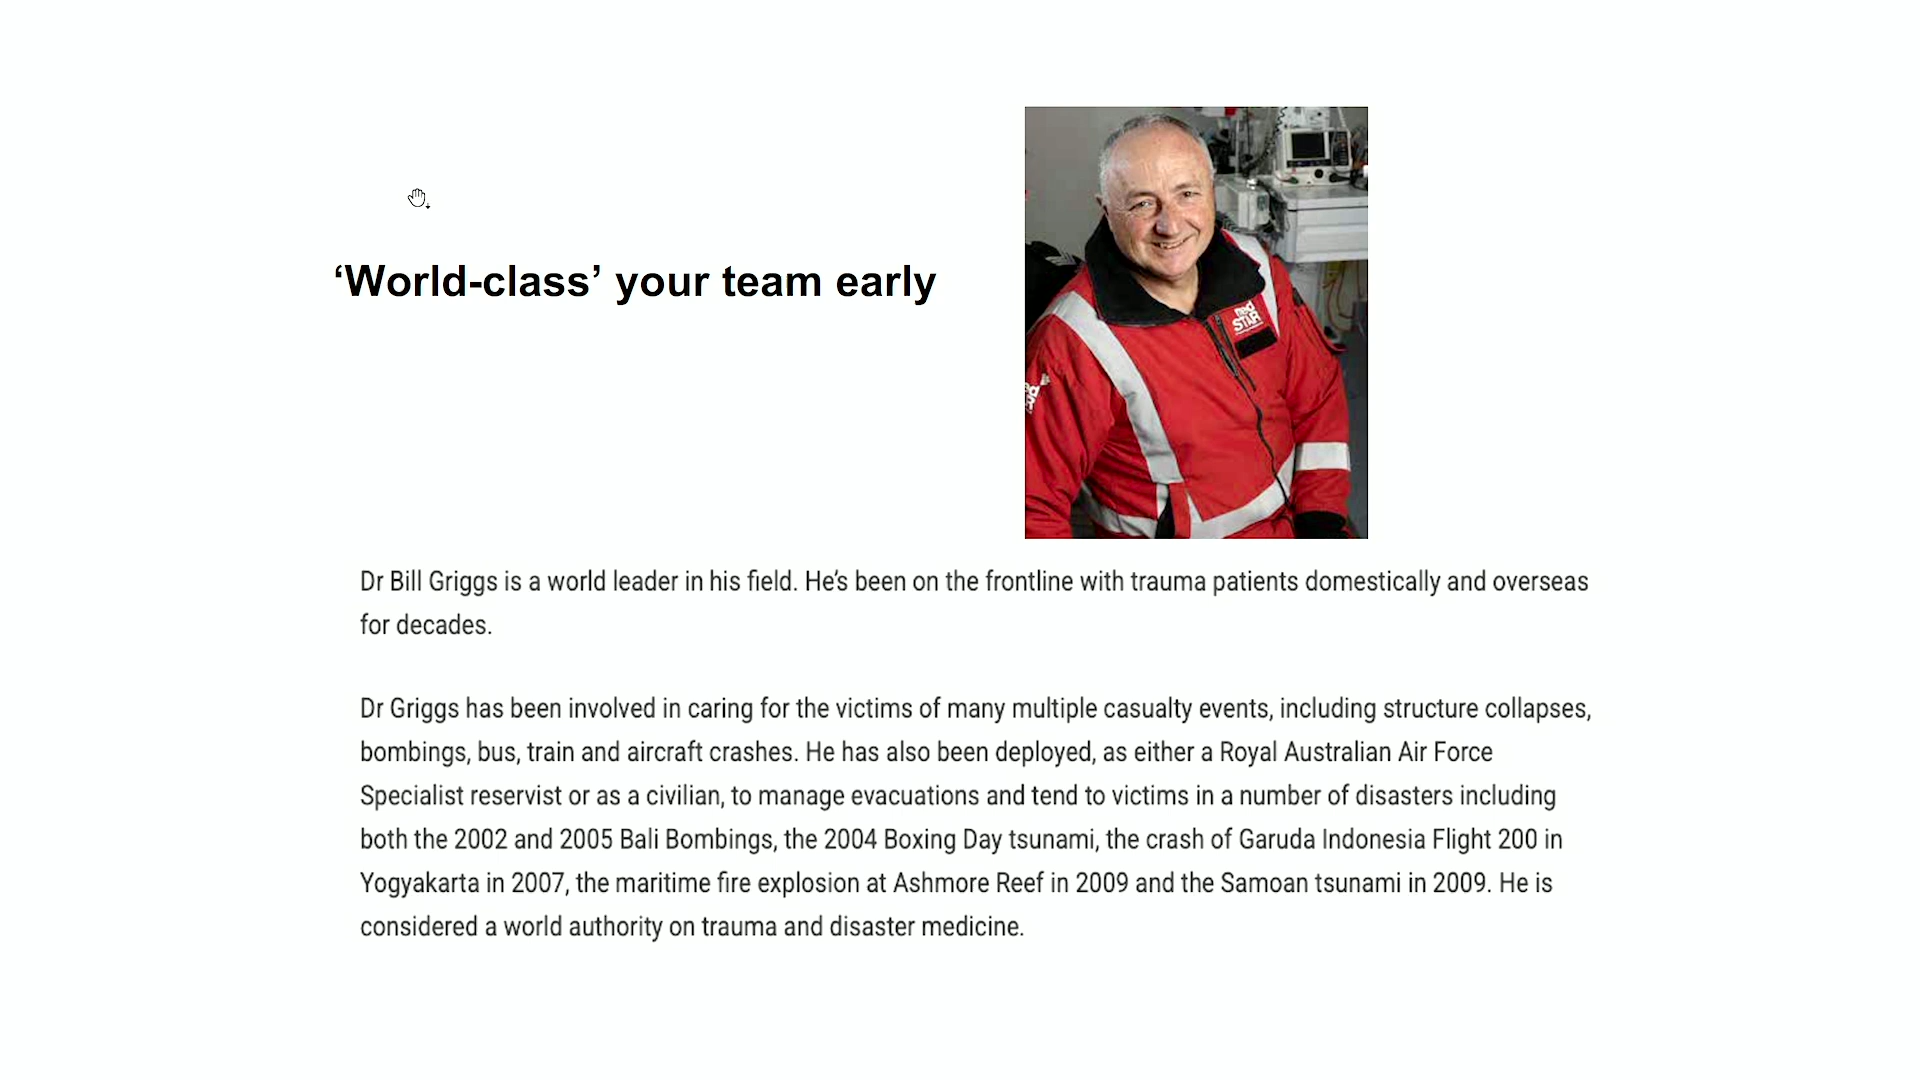 ‘World-class’ your team early
med
STAR
Dr Bill Griggs is a world leader in his field. He’s been on the frontline with trauma patients domestically and overseas
for decades.
Dr Griggs has been involved in caring for the victims of many multiple casualty events, including structure collapses,
bombings, bus, train and aircraft crashes. He has also been deployed, as either a Royal Australian Air Force
Specialist reservist or as a civilian, to manage evacuations and tend to victims in a number of disasters including
both the 2002 and 2005 Bali Bombings, the 2004 Boxing Day tsunami, the crash of Garuda Indonesia Flight 200 in
Yogyakarta in 2007, the maritime fire explosion at Ashmore Reef in 2009 and the Samoan tsunami in 2009. He is
considered a world authority on trauma and disaster medicine.